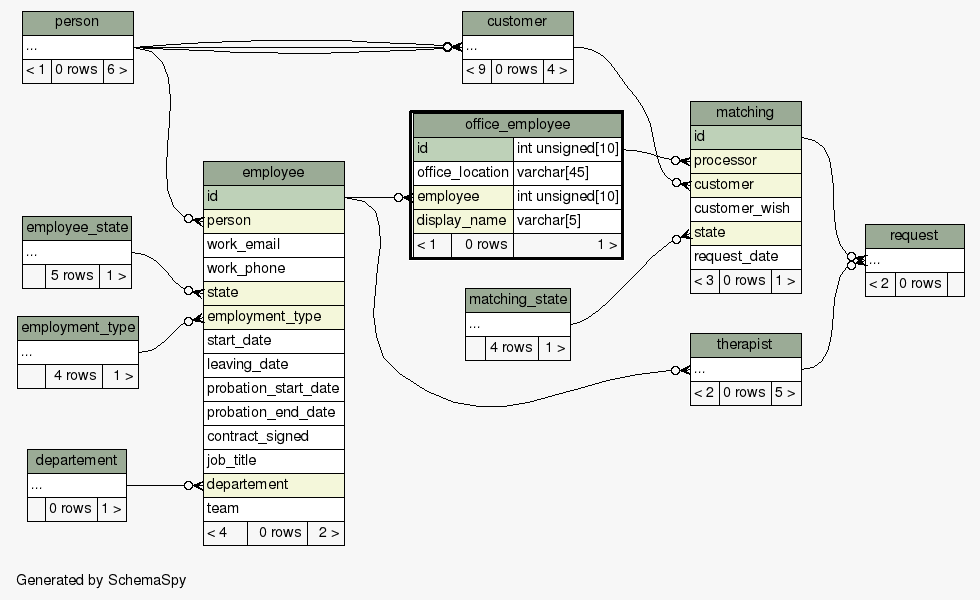 person
...
< 1 0 rows 6 >
customer
...
< 9 0 rows 4 >
office_employee
id int unsigned[10]
office_location varchar[45]
employee int unsigned[10]
display_name varchar[5]
< 1 0 rows 1 >
matching
id
processor
customer
customer_wish
state
request_date
< 3 0 rows 1 >
employee
id
person
work_email
work_phone
state
employment_type
start_date
leaving_date
probation_start_date
probation_end_date
contract_signed
job_title
departement
team
< 4 0 rows 2 >
employee_state
...
5 rows 1 >
employment_type
...
4 rows 1 >
departement
...
0 rows 1 >
matching_state
...
4 rows 1 >
therapist
...
< 2 0 rows 5 >
request
...
< 2 0 rows
Generated by SchemaSpy